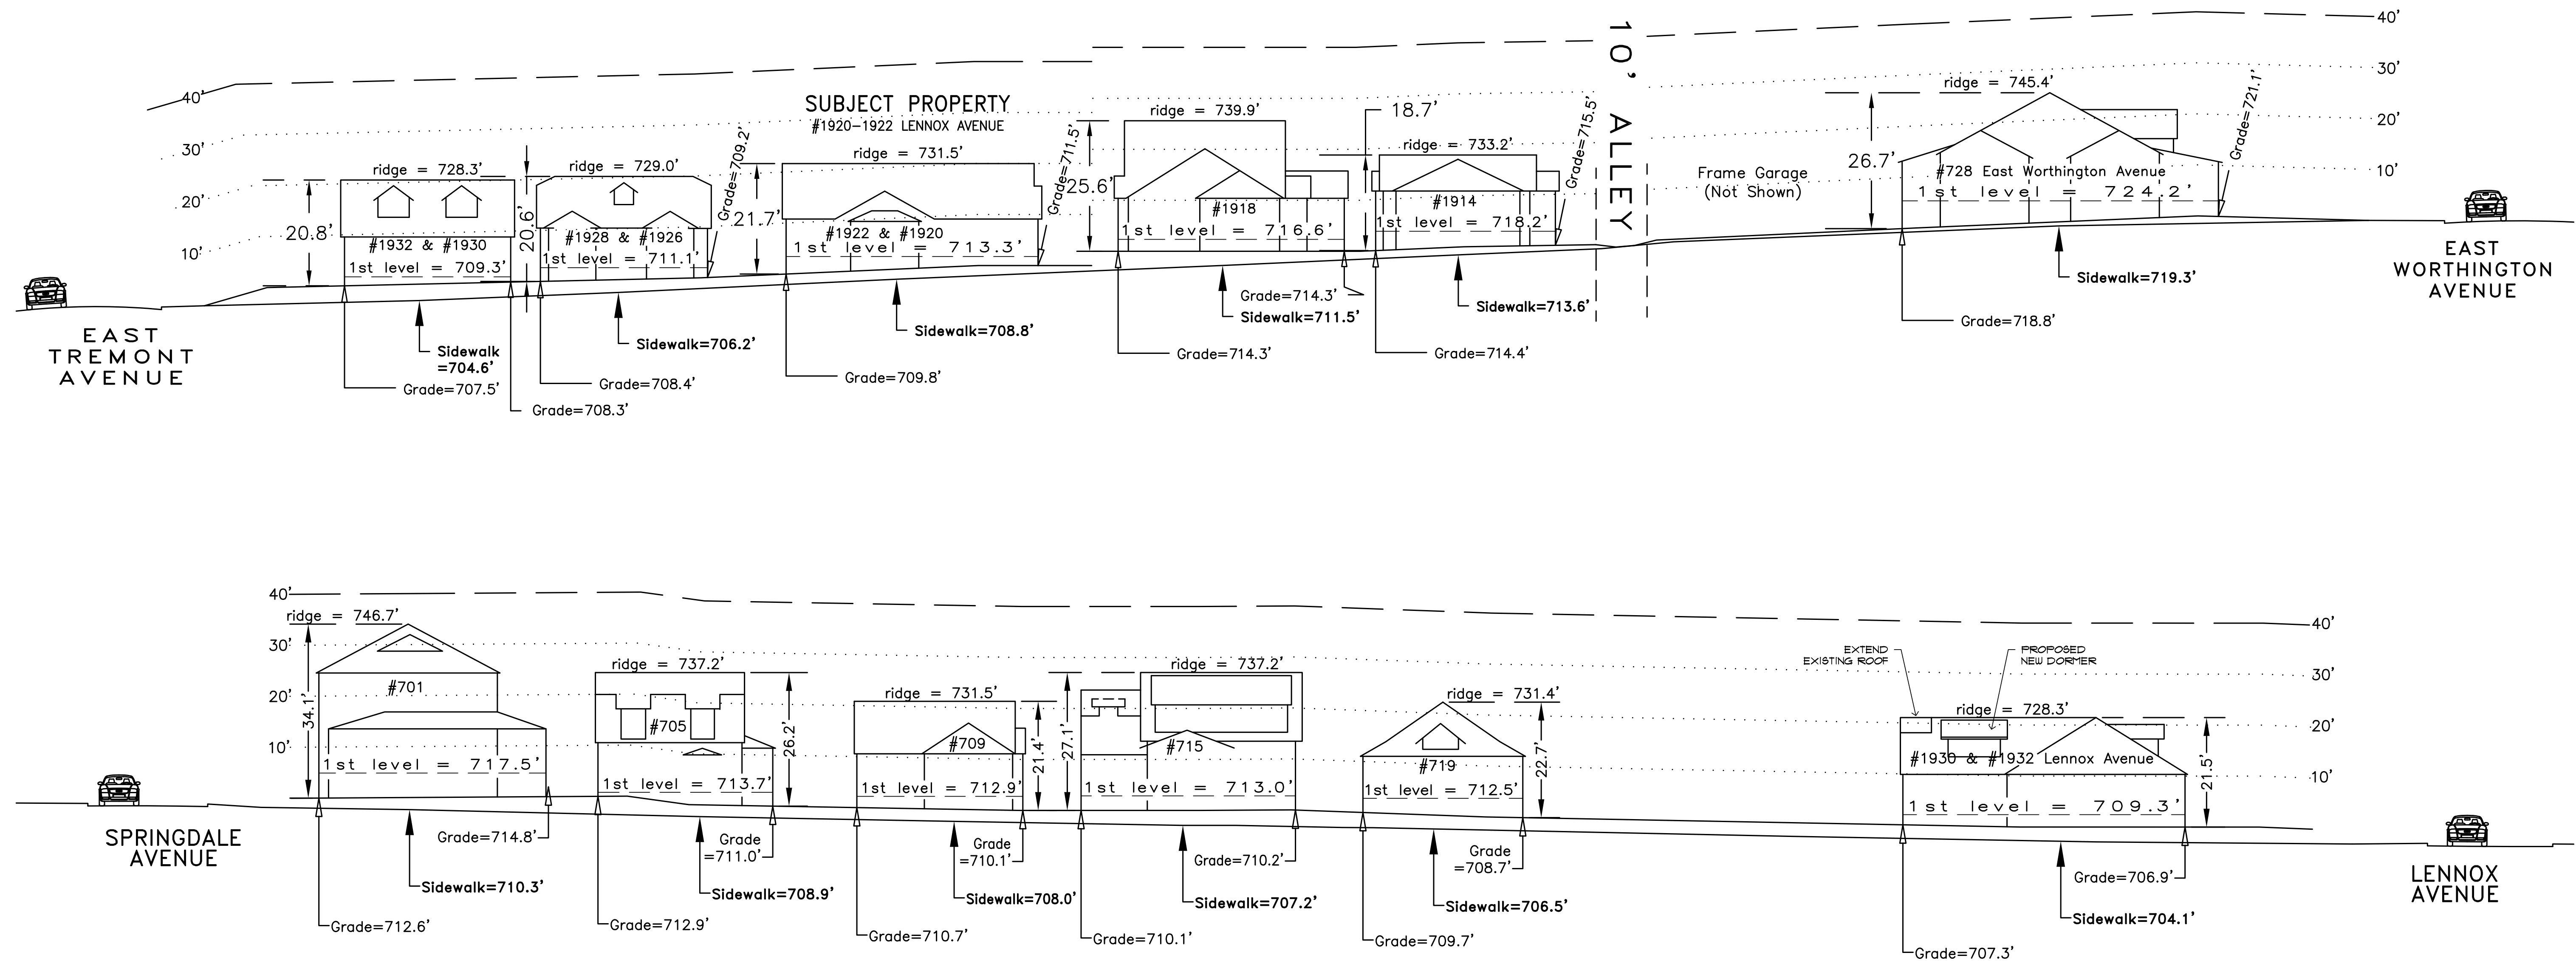 40'
30'
20'
10'
EAST
TREMONT
AVENUE
ridge = 728.3'
20.8'
#1932 & #1930
1st level = 709.3'
Sidewalk
=704.6'
Grade=707.5'
Grade=708.3'
ridge = 729.0'
20.6'
#1928 & #1926
1st level = 711.1'
Grade=709.2'
Sidewalk=706.2'
Grade=708.4'
SUBJECT PROPERTY
#1920-1922 LENNOX AVENUE
ridge = 731.5'
21.7'
#1922 & #1920
1st level = 713.3'
Grade=711.5'
Sidewalk=708.8'
Grade=709.8'
ridge = 739.9'
25.6'
#1918
1st level = 716.6'
Grade=714.3'
Sidewalk=711.5'
Grade=714.3'
18.7'
ridge = 733.2'
#1914
1st level = 718.2'
Grade=715.5'
Sidewalk=713.6'
Grade=714.4'
10' ALLEY
Frame Garage
(Not Shown)
ridge = 745.4'
26.7'
#728 East Worthington Avenue
1st level = 724.2'
Grade=721.1'
Sidewalk=719.3'
Grade=718.8'
40'
30'
20'
10'
EAST
WORTHINGTON
AVENUE
40'
30'
20'
10'
SPRINGDALE
AVENUE
ridge = 746.7'
34.1'
#701
1st level = 717.5'
Grade=714.8'
Sidewalk=710.3'
Grade=712.6'
ridge = 737.2'
#705
26.2'
1st level = 713.7'
Grade
=711.0'
Sidewalk=708.9'
Grade=712.9'
ridge = 731.5'
#709
21.4'
1st level = 712.9'
Grade
=710.1'
Sidewalk=708.0'
Grade=710.7'
ridge = 737.2'
27.1'
#715
1st level = 713.0'
Grade=710.2'
Sidewalk=707.2'
Grade=710.1'
ridge = 731.4'
#719
22.7'
1st level = 712.5'
Grade
=708.7'
Sidewalk=706.5'
Grade=709.7'
EXTEND
EXISTING ROOF
PROPOSED
NEW DORMER
ridge = 728.3'
#1930 & #1932 Lennox Avenue
21.5'
1st level = 709.3'
Grade=706.9'
Sidewalk=704.1'
Grade=707.3'
40'
30'
20'
10'
LENNOX
AVENUE